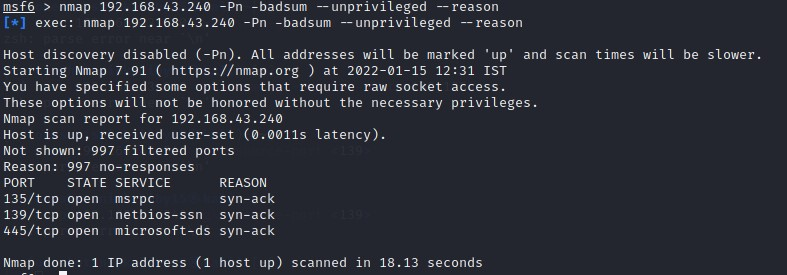 msf6 > nmap 192.168.43.240 -Pn -badsum --unprivileged --reason
[*] exec: nmap 192.168.43.240 -Pn -badsum --unprivileged --reason
Host discovery disabled (-Pn). All addresses will be marked 'up' and scan times will be slower.
Starting Nmap 7.91 ( https://nmap.org ) at 2022-01-15 12:31 IST
You have specified some options that require raw socket access.
These options will not be honored without the necessary privileges.
Nmap scan report for 192.168.43.240
Host is up, received user-set (0.0011s latency).
Not shown: 997 filtered ports
Reason: 997 no-responses
PORT    STATE SERVICE      REASON
135/tcp open  msrpc        syn-ack
139/tcp open  netbios-ssn  syn-ack
445/tcp open  microsoft-ds syn-ack
Nmap done: 1 IP address (1 host up) scanned in 18.13 seconds